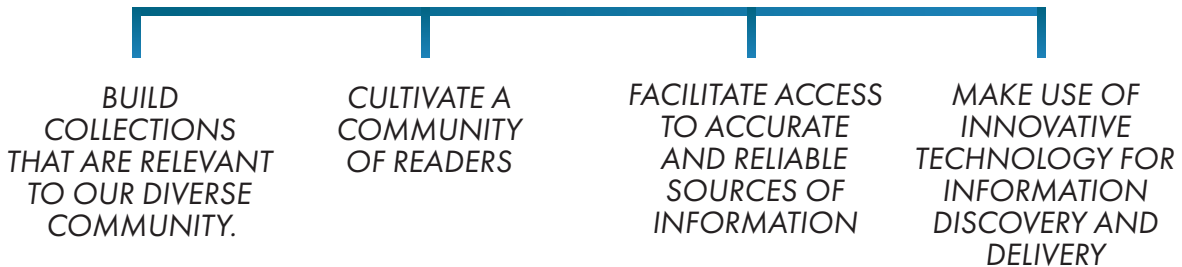 BUILD
COLLECTIONS
THAT ARE RELEVANT
TO OUR DIVERSE
COMMUNITY.
CULTIVATE A
COMMUNITY
OF READERS
FACILITATE ACCESS
TO ACCURATE
AND RELIABLE
SOURCES OF
INFORMATION
MAKE USE OF
INNOVATIVE
TECHNOLOGY FOR
INFORMATION
DISCOVERY AND
DELIVERY